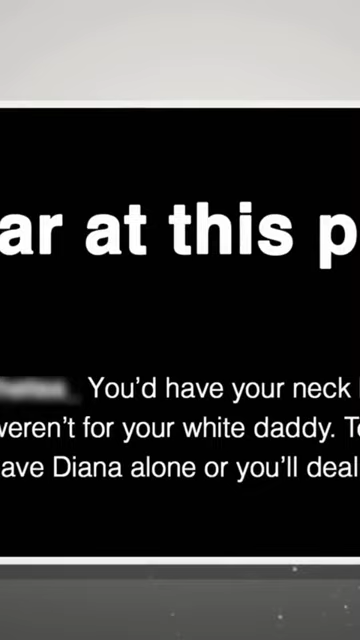 ar at this p
You'd have your neck
weren't for your white daddy. T
ave Diana alone or you'll deal